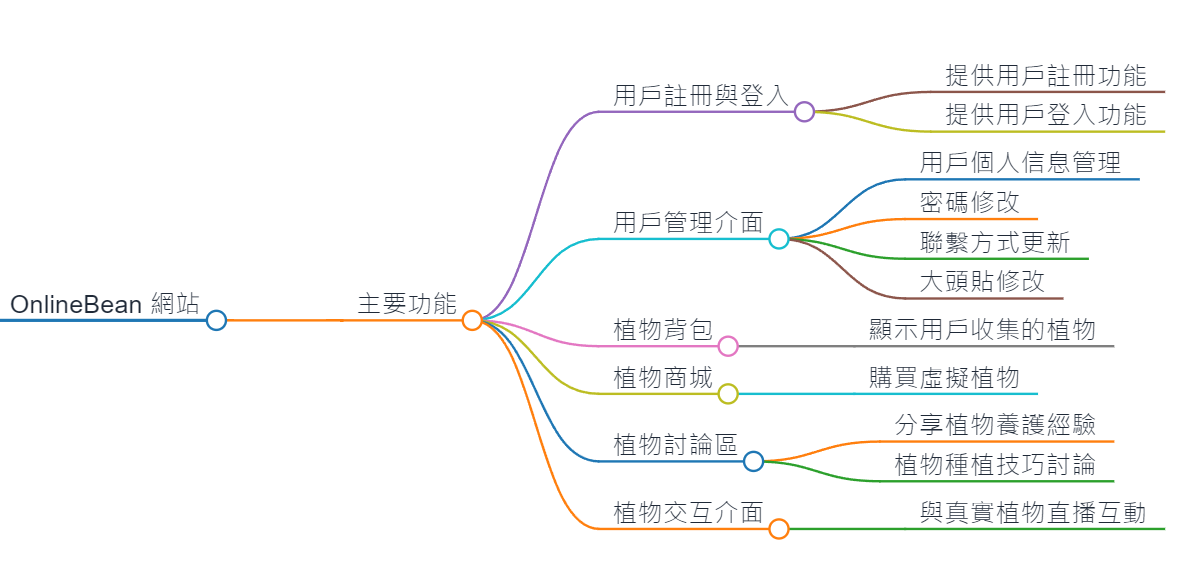 OnlineBean 網站
主要功能
用戶註冊與登入
提供用戶註冊功能
提供用戶登入功能
用戶管理介面
用戶個人信息管理
密碼修改
聯繫方式更新
大頭貼修改
植物背包
顯示用戶收集的植物
植物商城
購買虛擬植物
植物討論區
分享植物養護經驗
植物種植技巧討論
植物交互介面
與真實植物直播互動